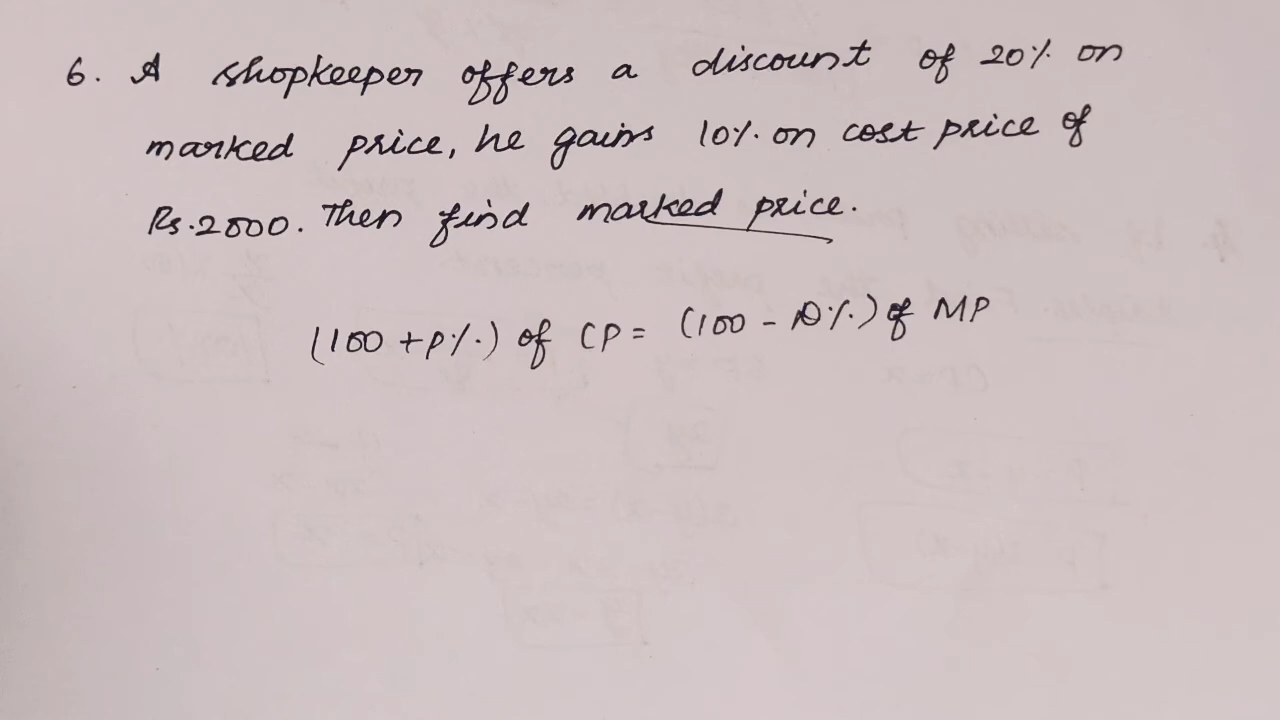 6. A shopkeeper offers a discount of 20% on
marked price, he gains 10% on cost price of
Rs.2000. Then find marked price.
(100 + P%) of CP = (100 - D%) of MP